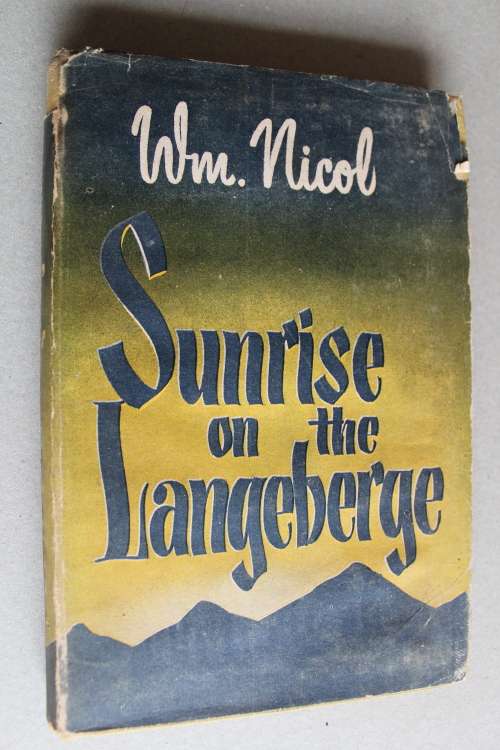 Wm. Nicol
Sunrise
on the
Langeberge